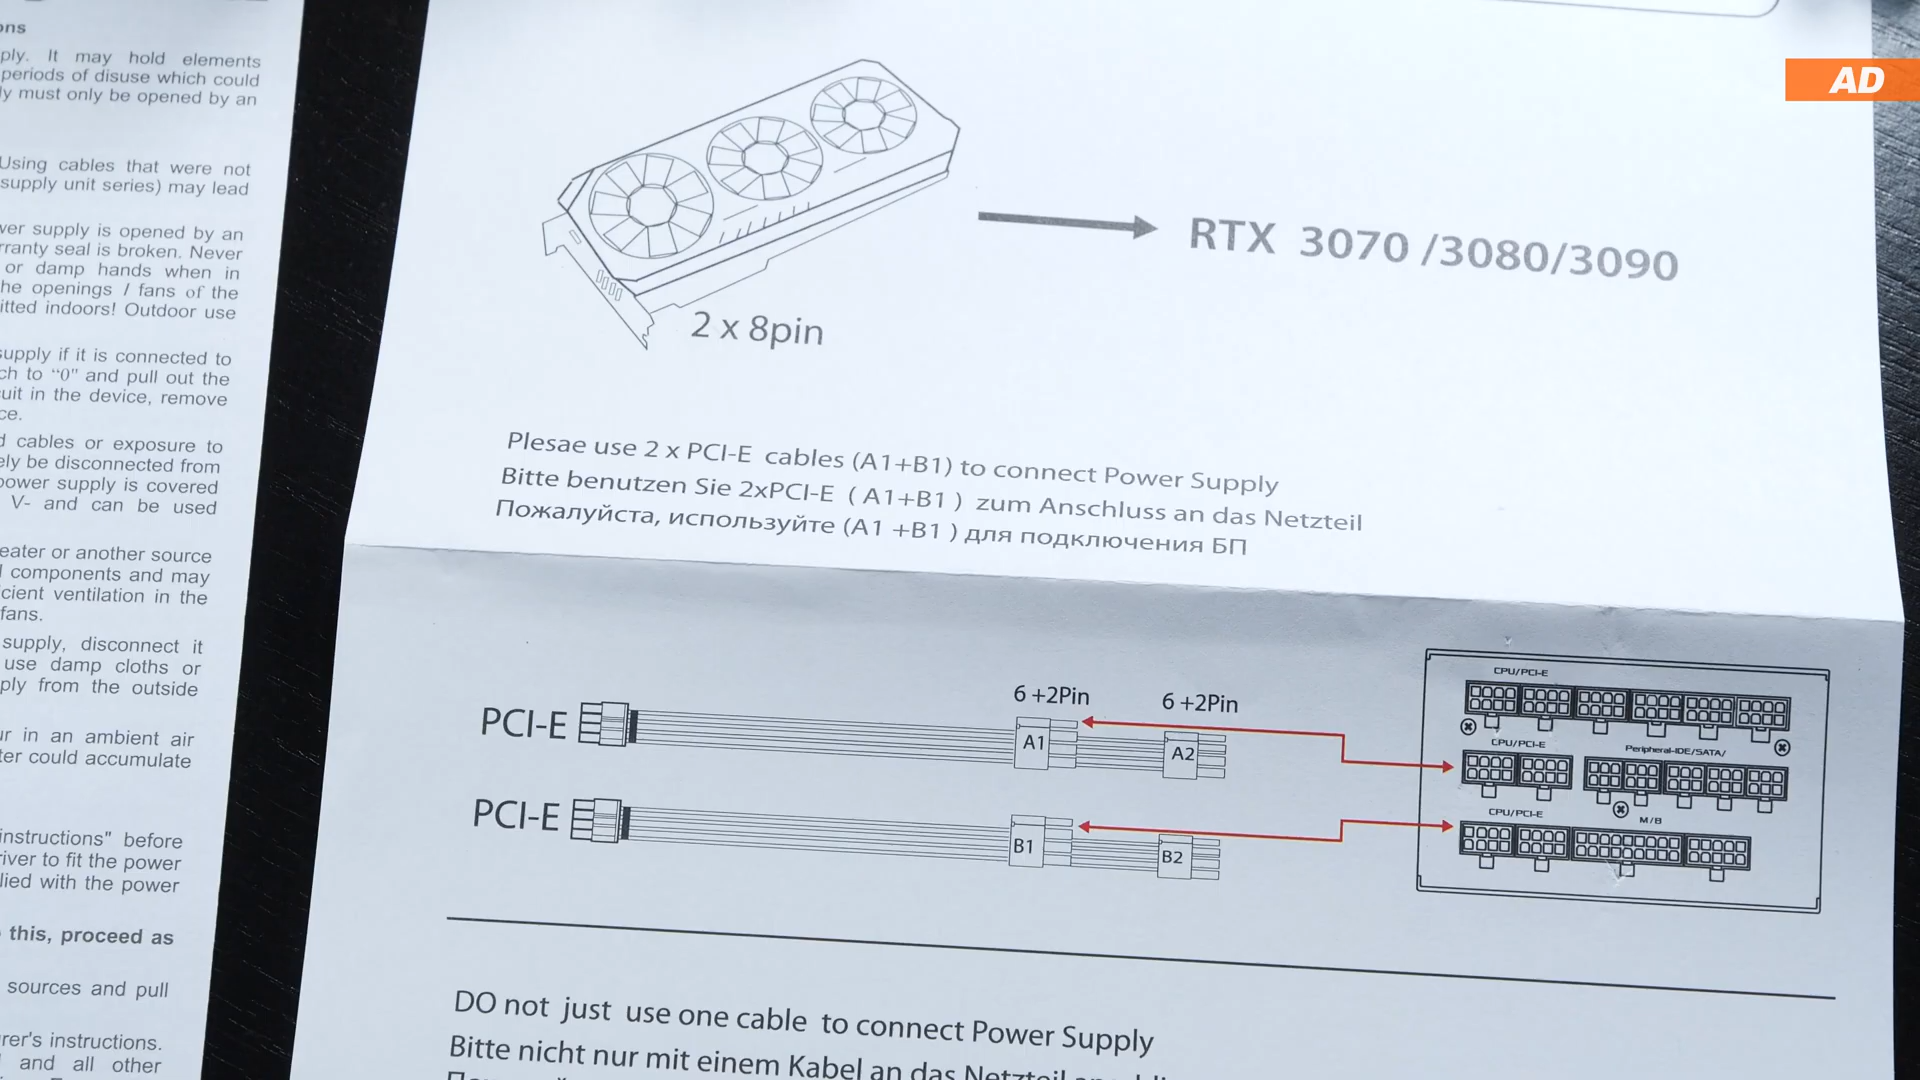 ons
ply. It may hold elements
periods of disuse which could
ly must only be opened by an
Using cables that were not
supply unit series) may lead
wer supply is opened by an
rranty seal is broken. Never
or damp hands when in
he openings / fans of the
itted indoors! Outdoor use
supply if it is connected to
ch to "0" and pull out the
uit in the device, remove
ce.
d cables or exposure to
ely be disconnected from
power supply is covered
V- and can be used
eater or another source
l components and may
cient ventilation in the
fans.
supply, disconnect it
use damp cloths or
ply from the outside
ur in an ambient air
ter could accumulate
instructions" before
river to fit the power
lied with the power
this, proceed as
sources and pull
rer's instructions.
and all other
AD
RTX 3070 /3080/3090
2 x 8pin
Plesae use 2 x PCI-E cables (A1+B1) to connect Power Supply
Bitte benutzen Sie 2xPCI-E ( A1+B1 ) zum Anschluss an das Netzteil
Пожалуйста, используйте (A1 +B1 ) для подключения БП
6 +2Pin 6 +2Pin
PCI-E A1 A2
PCI-E B1 B2
CPU/PCI-E
CPU/PCI-E Peripheral-IDE/SATA/
CPU/PCI-E M/B
DO not just use one cable to connect Power Supply
Bitte nicht nur mit einem Kabel an das Netzteil